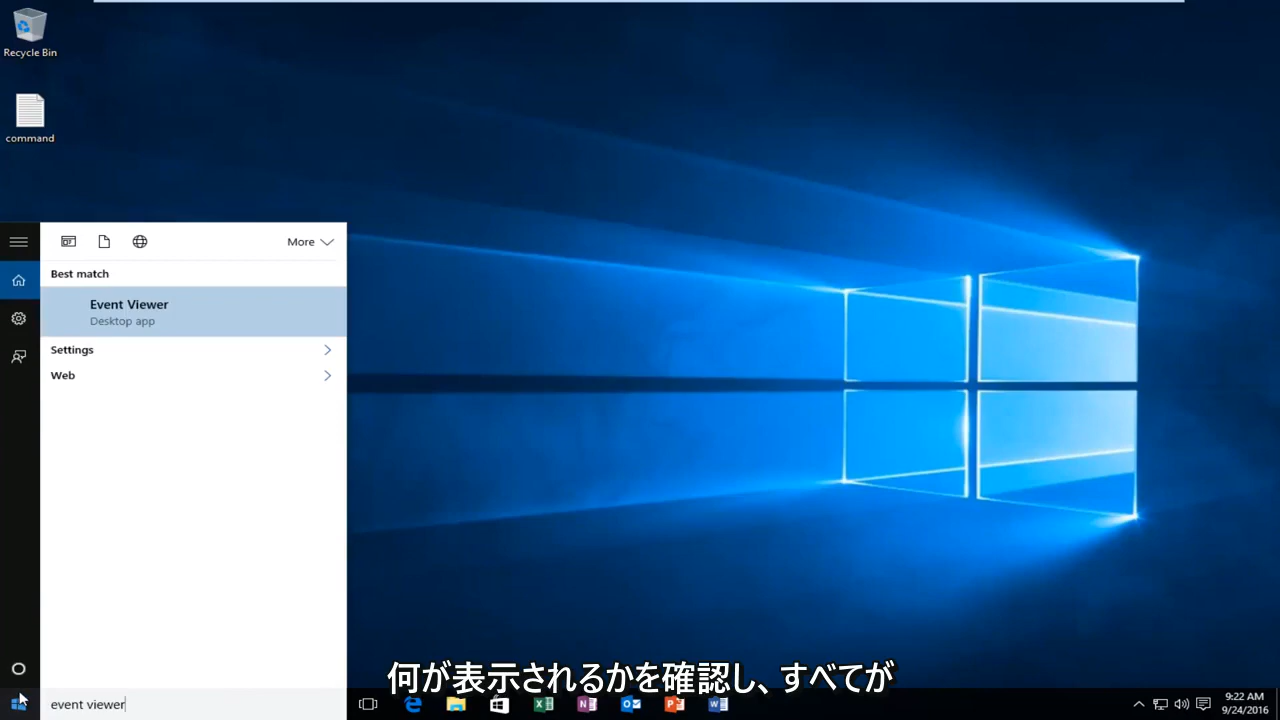 Recycle Bin
command
More
Best match
Event Viewer
Desktop app
Settings
Web
event viewer
何が表示されるかを確認し、すべてが
9:22 AM
9/24/2016